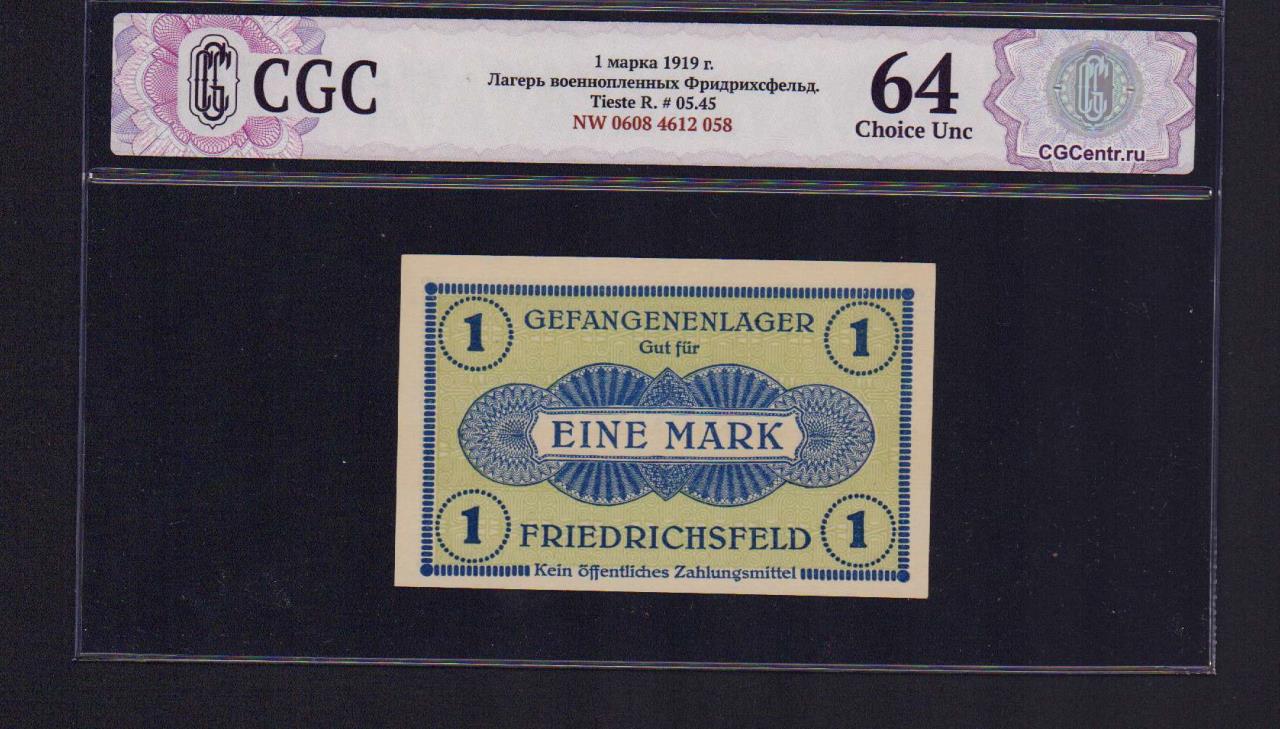 CGC
1 марка 1919 г.
Лагерь военнопленных Фридрихсфельд.
Tieste R. # 05.45
NW 0608 4612 058
64
Choice Unc
CGCentr.ru
1 GEFANGENENLAGER 1
Gut für
EINE MARK
1 FRIEDRICHSFELD 1
Kein öffentliches Zahlungsmittel